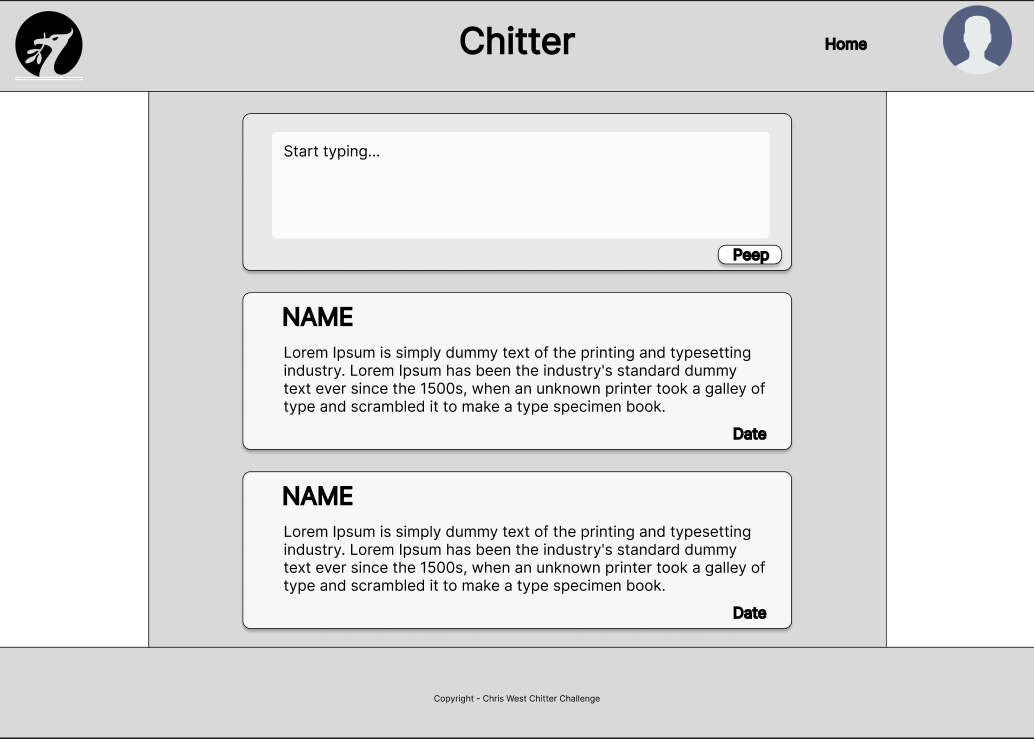 Chitter
Home
Start typing...
Peep
NAME
Lorem Ipsum is simply dummy text of the printing and typesetting
industry. Lorem Ipsum has been the industry's standard dummy
text ever since the 1500s, when an unknown printer took a galley of
type and scrambled it to make a type specimen book.
Date
NAME
Lorem Ipsum is simply dummy text of the printing and typesetting
industry. Lorem Ipsum has been the industry's standard dummy
text ever since the 1500s, when an unknown printer took a galley of
type and scrambled it to make a type specimen book.
Date
Copyright - Chris West Chitter Challenge